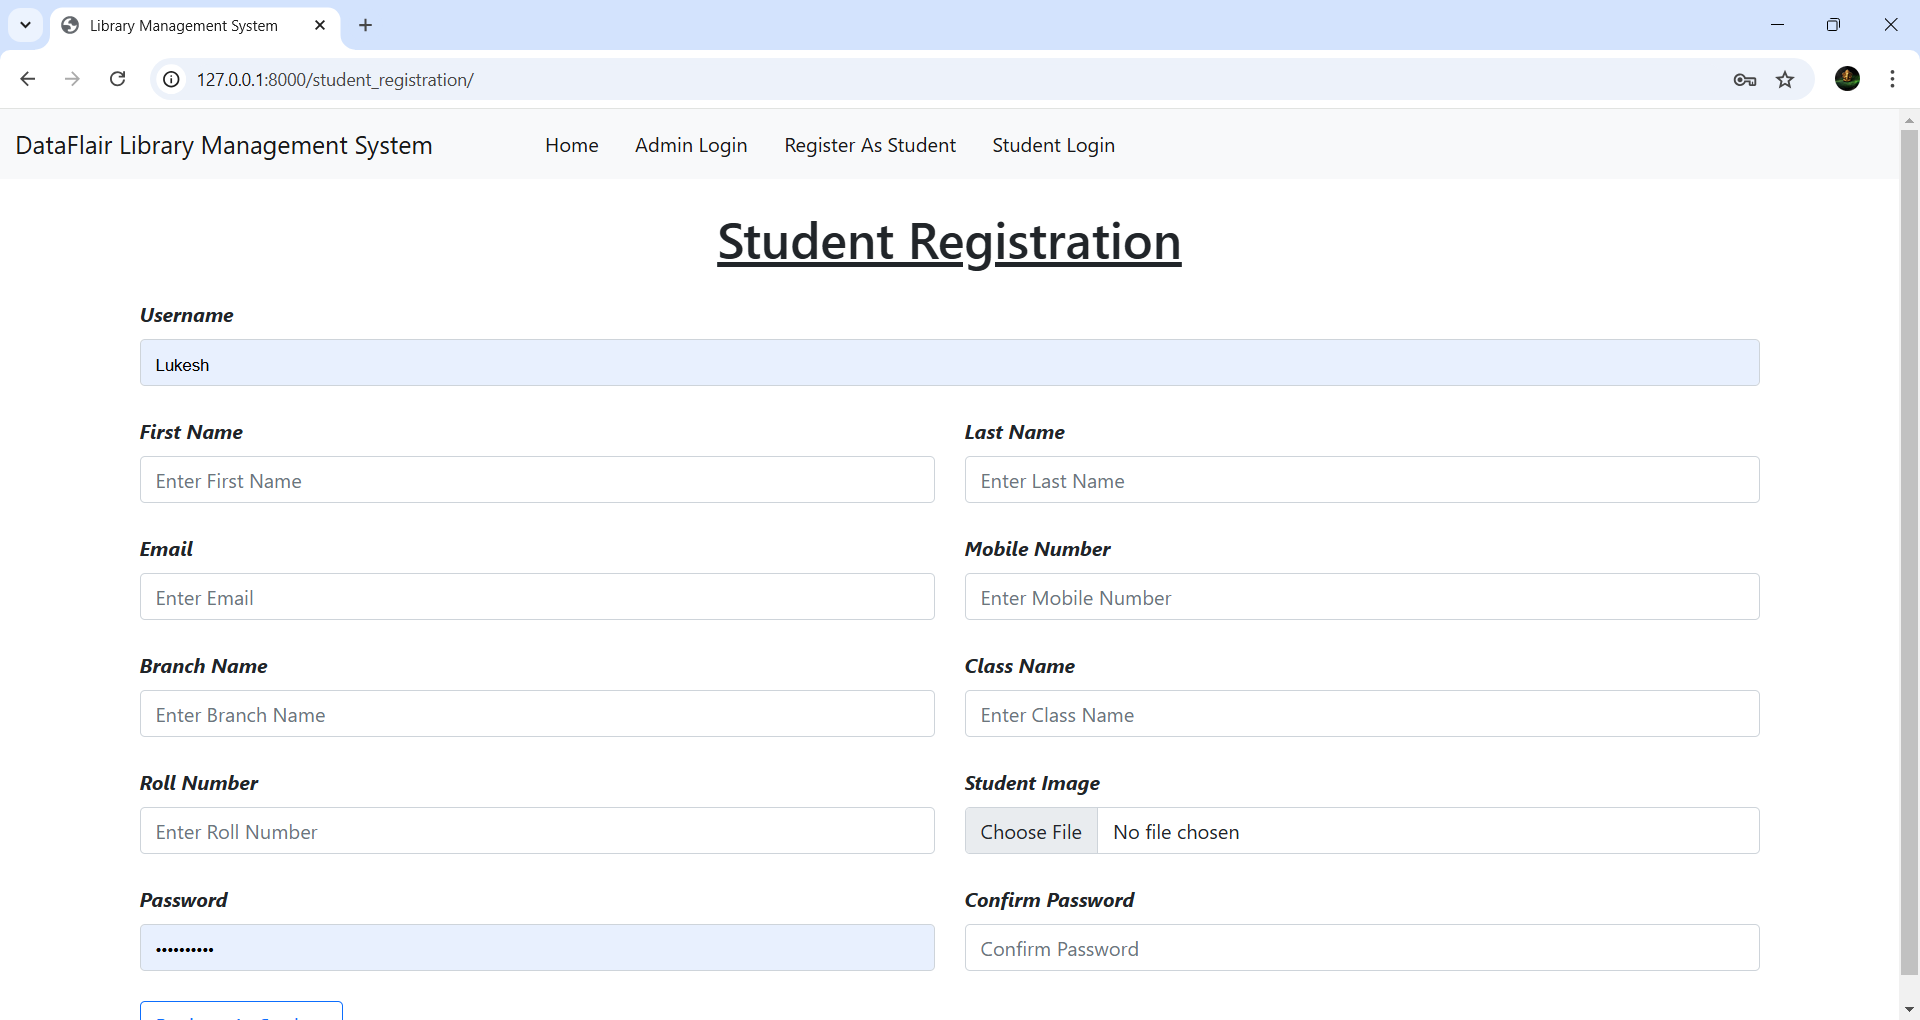 Library Management System
127.0.0.1:8000/student_registration/
DataFlair Library Management System Home Admin Login Register As Student Student Login
Student Registration
Username
Lukesh
First Name Last Name
Enter First Name Enter Last Name
Email Mobile Number
Enter Email Enter Mobile Number
Branch Name Class Name
Enter Branch Name Enter Class Name
Roll Number Student Image
Enter Roll Number Choose File No file chosen
Password Confirm Password
•••••••••• Confirm Password